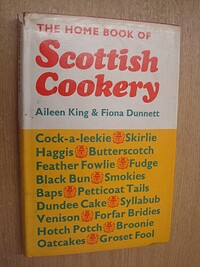 THE HOME BOOK OF
Scottish
Cookery
Aileen King & Fiona Dunnett
Cock-a-leekie Skirlie
Haggis Butterscotch
Feather Fowlie Fudge
Black Bun Smokies
Baps Petticoat Tails
Dundee Cake Syllabub
Venison Forfar Bridies
Hotch Potch Broonie
Oatcakes Groset Fool